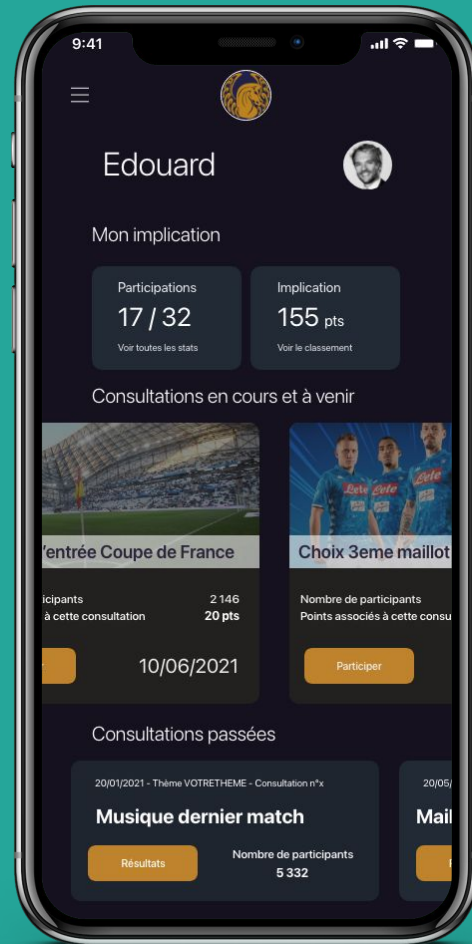 9:41
Edouard
Mon implication
Participations
17 / 32
Voir toutes les stats
Implication
155 pts
Voir le classement
Consultations en cours et à venir
'entrée Coupe de France
icipants 2 146
à cette consultation 20 pts
10/06/2021
Lete Lete Lete
Choix 3eme maillot
Nombre de participants
Points associés à cette consu
Participer
Consultations passées
20/01/2021 - Thème VOTRETHEME - Consultation n°x
Musique dernier match
Résultats
Nombre de participants
5 332
20/05/
Mail